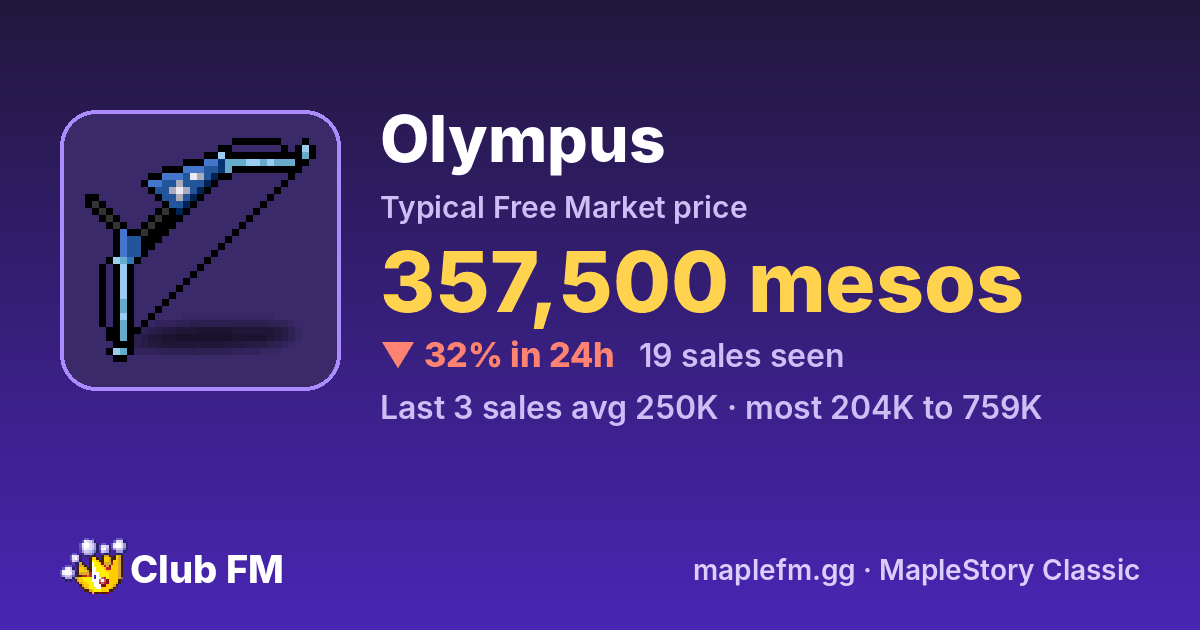 Olympus
Typical Free Market price
357,500 mesos
▼ 32% in 24h 19 sales seen
Last 3 sales avg 250K · most 204K to 759K
Club FM
maplefm.gg · MapleStory Classic